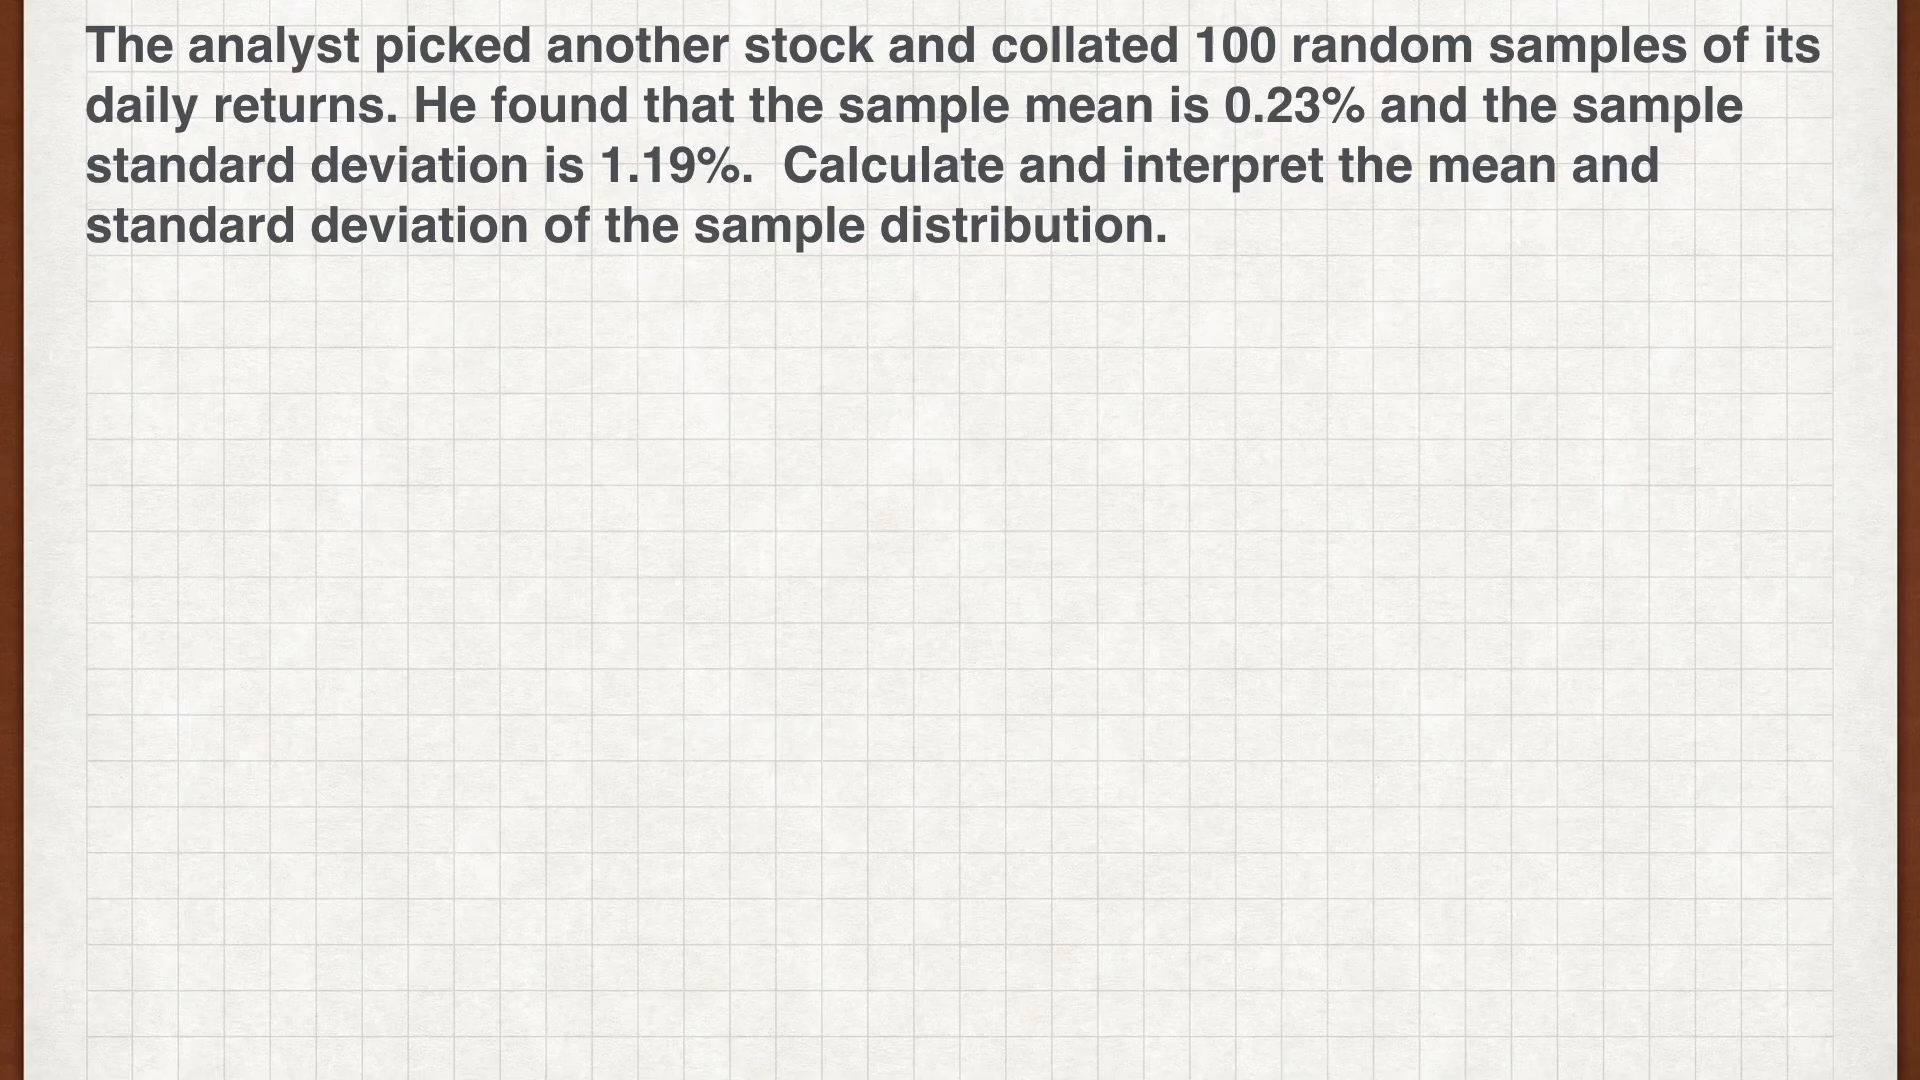 The analyst picked another stock and collated 100 random samples of its
daily returns. He found that the sample mean is 0.23% and the sample
standard deviation is 1.19%.  Calculate and interpret the mean and
standard deviation of the sample distribution.